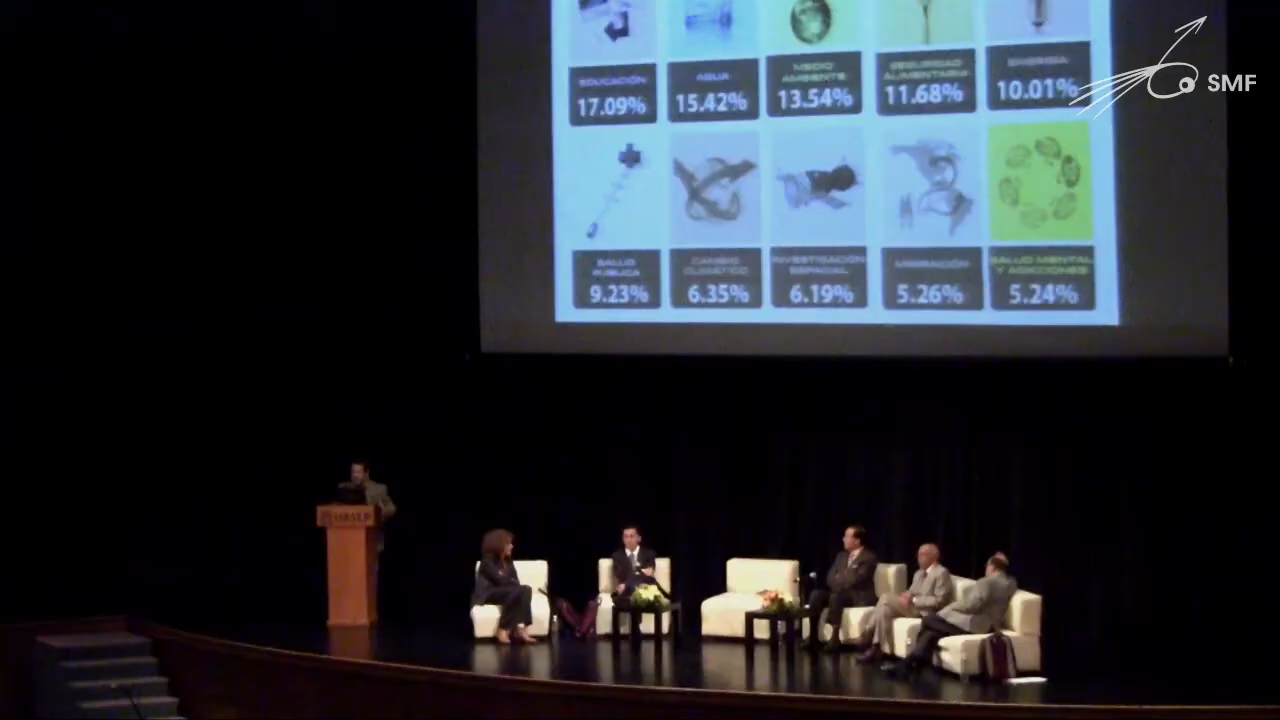 EDUCACIÓN
17.09%
AGUA
15.42%
MEDIO
AMBIENTE
13.54%
SEGURIDAD
ALIMENTARIA
11.68%
ENERGÍA
10.01%
SMF
SALUD
PÚBLICA
9.23%
CAMBIO
CLIMÁTICO
6.35%
INVESTIGACIÓN
ESPACIAL
6.19%
MIGRACIÓN
5.26%
SALUD MENTAL
Y ADICCIONES
5.24%